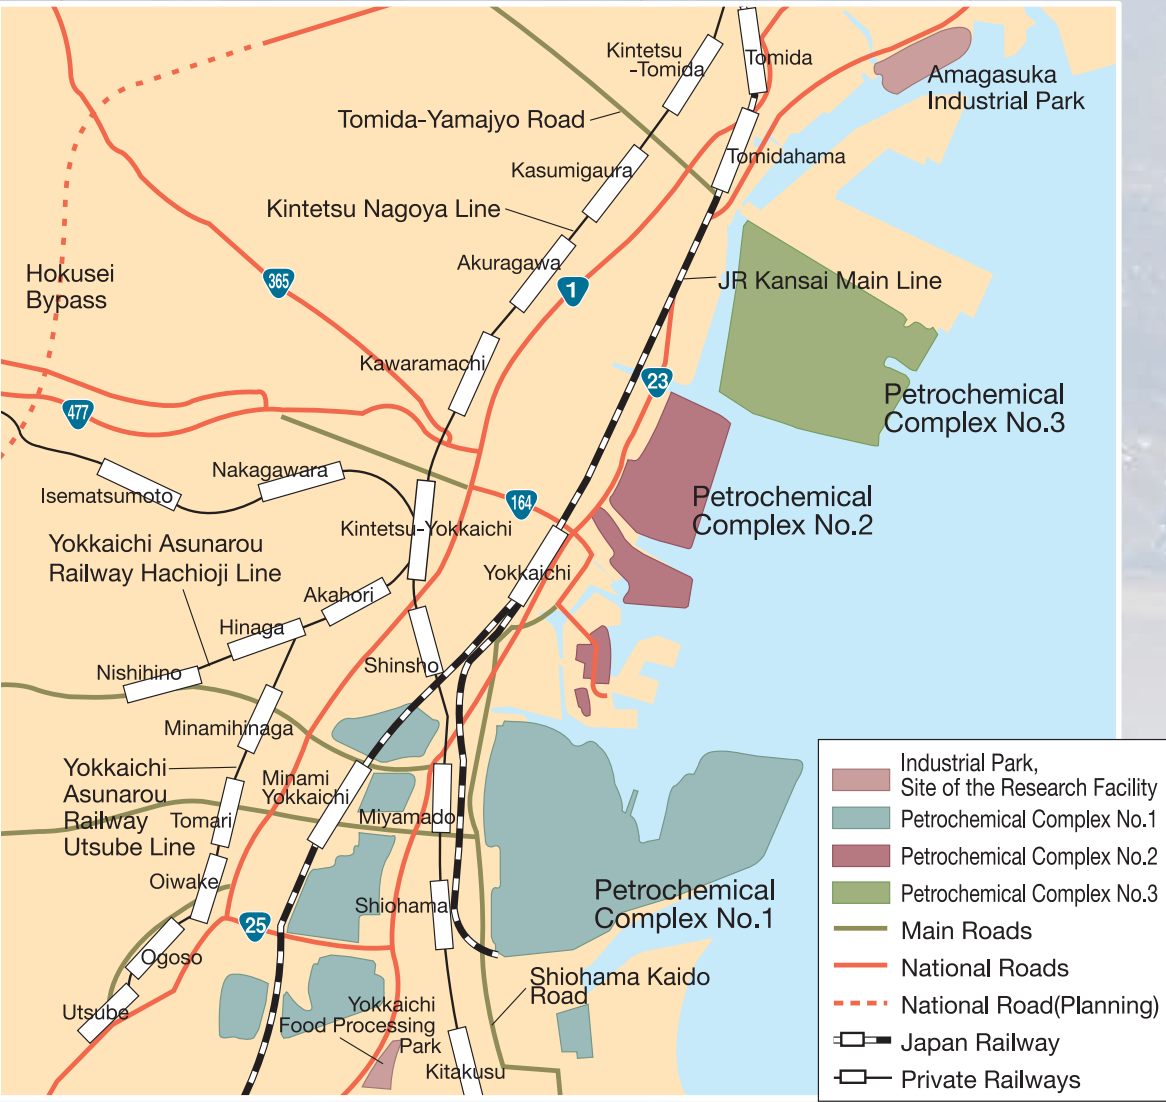 Kintetsu
-Tomida
Tomida
Amagasuka
Industrial Park
Tomida-Yamajyo Road
Tomidahama
Kasumigaura
Kintetsu Nagoya Line
Akuragawa
Hokusei
Bypass
365
1
JR Kansai Main Line
Kawaramachi
23
477
Petrochemical
Complex No.3
Nakagawara
Isematsumoto
164
Petrochemical
Complex No.2
Kintetsu-Yokkaichi
Yokkaichi Asunarou
Railway Hachioji Line
Yokkaichi
Akahori
Hinaga
Shinsho
Nishihino
Minamihinaga
Yokkaichi
Asunarou
Railway
Utsube Line
Minami
Yokkaichi
Tomari
Miyamado
Oiwake
Shiohama
Petrochemical
Complex No.1
25
Ogoso
Utsube
Shiohama Kaido
Road
Yokkaichi
Food Processing
Park
Kitakusu
Industrial Park,
Site of the Research Facility
Petrochemical Complex No.1
Petrochemical Complex No.2
Petrochemical Complex No.3
Main Roads
National Roads
National Road(Planning)
Japan Railway
Private Railways